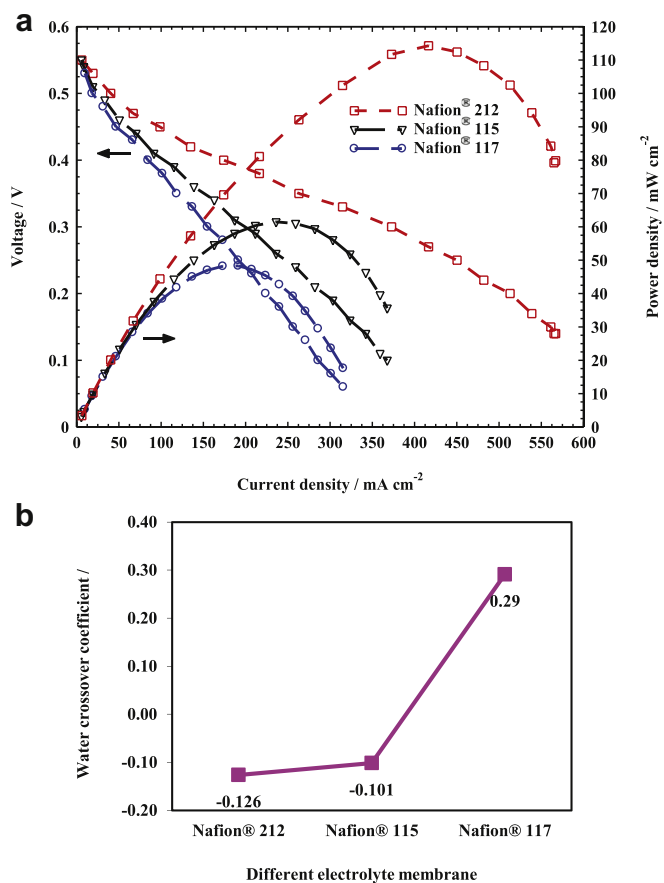 a
0.6
0.5
0.4
0.3
0.2
0.1
0
Voltage / V
120
110
100
90
80
70
60
50
40
30
20
10
0
Power density / mW cm-2
Nafion® 212
Nafion® 115
Nafion® 117
0 50 100 150 200 250 300 350 400 450 500 550 600
Current density / mA cm-2
b
0.40
0.30
0.20
0.10
0.00
-0.10
-0.20
Water crossover coefficient /
0.29
-0.101
-0.126
Nafion® 212 Nafion® 115 Nafion® 117
Different electrolyte membrane